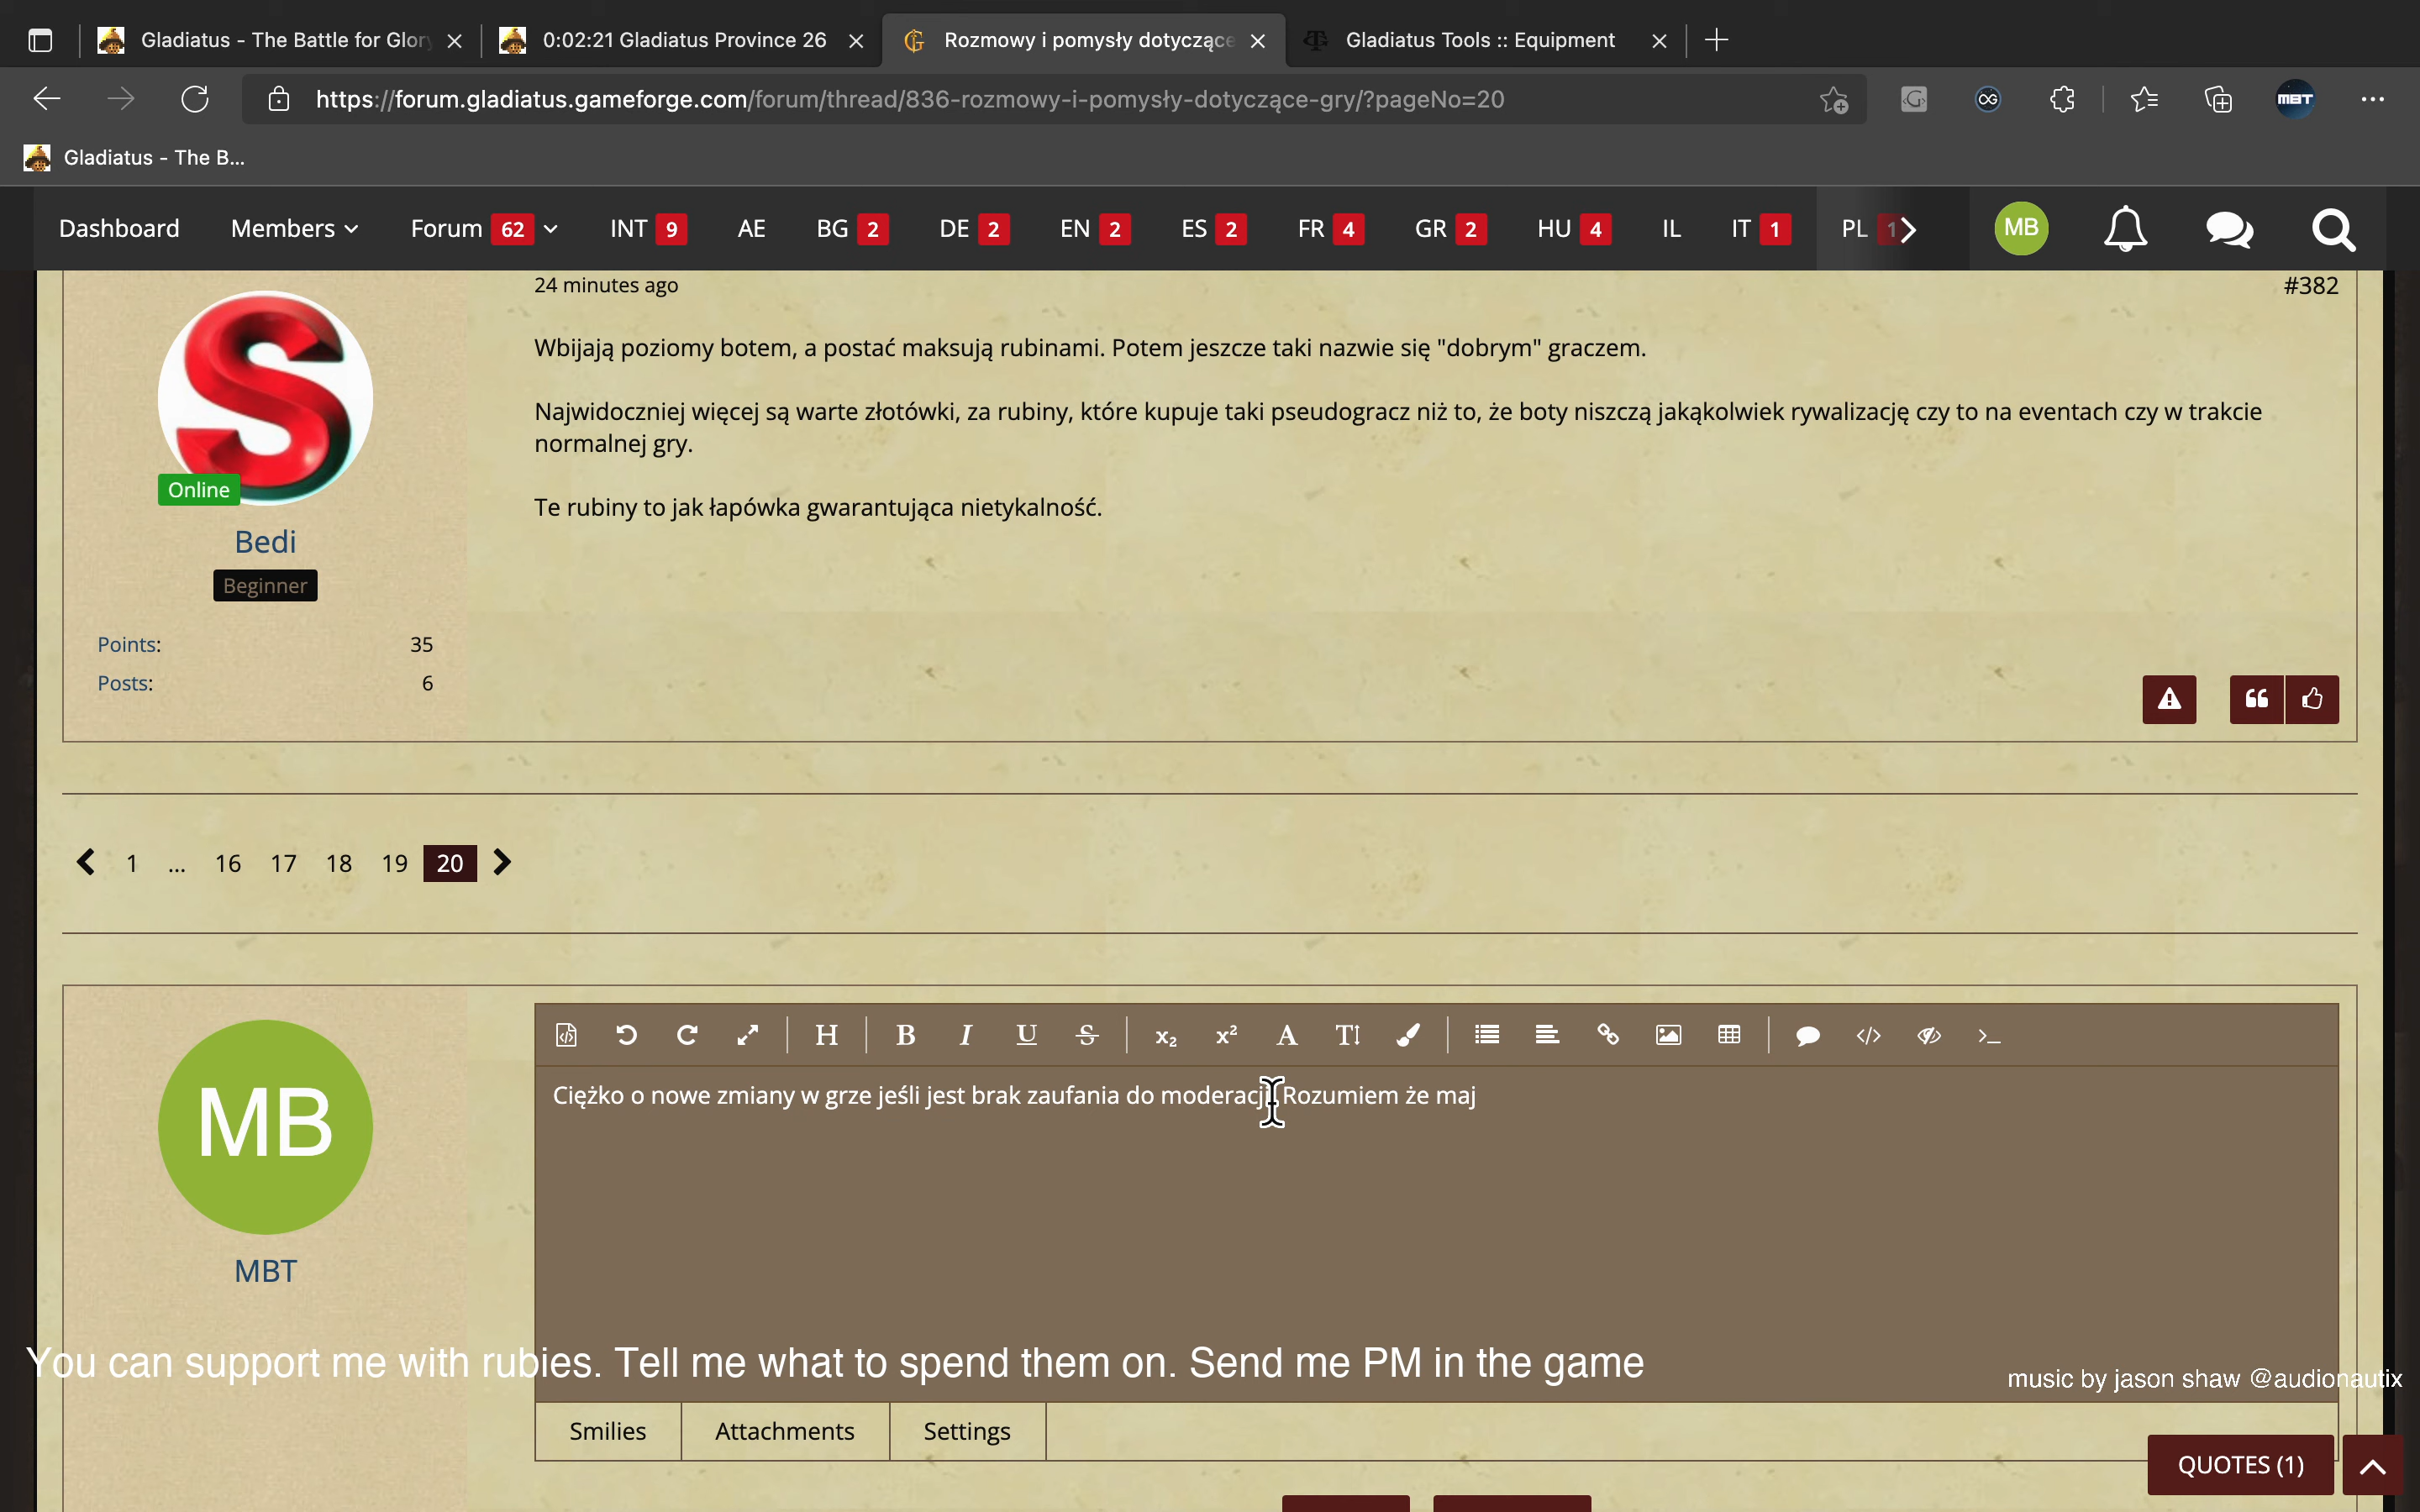 Gladiatus - The Battle for Glor
0:02:21 Gladiatus Province 26
Rozmowy i pomysły dotyczące
Gladiatus Tools :: Equipment
https://forum.gladiatus.gameforge.com/forum/thread/836-rozmowy-i-pomysły-dotyczące-gry/?pageNo=20
MBT
Gladiatus - The B...
Dashboard Members Forum 62 INT 9 AE BG 2 DE 2 EN 2 ES 2 FR 4 GR 2 HU 4 IL IT 1 PL 1 MB
24 minutes ago #382
Wbijają poziomy botem, a postać maksują rubinami. Potem jeszcze taki nazwie się "dobrym" graczem.
Najwidoczniej więcej są warte złotówki, za rubiny, które kupuje taki pseudogracz niż to, że boty niszczą jakąkolwiek rywalizację czy to na eventach czy w trakcie
normalnej gry.
Te rubiny to jak łapówka gwarantująca nietykalność.
S
Online
Bedi
Beginner
Points: 35
Posts: 6
1 ... 16 17 18 19 20
H B I U S x₂ x² A T
Ciężko o nowe zmiany w grze jeśli jest brak zaufania do moderacji. Rozumiem że maj
MB
MBT
You can support me with rubies. Tell me what to spend them on. Send me PM in the game
music by jason shaw @audionautix
Smilies Attachments Settings
QUOTES (1)